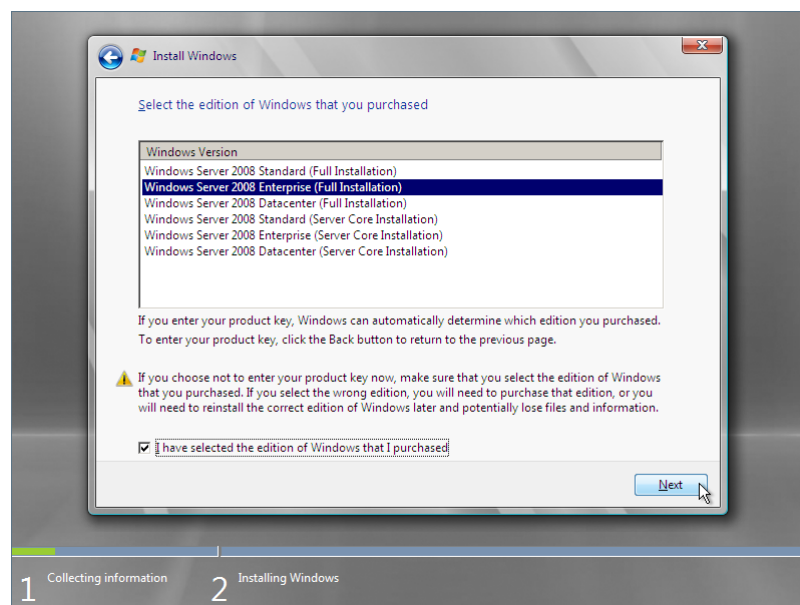 Install Windows
Select the edition of Windows that you purchased
Windows Version
Windows Server 2008 Standard (Full Installation)
Windows Server 2008 Enterprise (Full Installation)
Windows Server 2008 Datacenter (Full Installation)
Windows Server 2008 Standard (Server Core Installation)
Windows Server 2008 Enterprise (Server Core Installation)
Windows Server 2008 Datacenter (Server Core Installation)
If you enter your product key, Windows can automatically determine which edition you purchased.
To enter your product key, click the Back button to return to the previous page.
If you choose not to enter your product key now, make sure that you select the edition of Windows
that you purchased. If you select the wrong edition, you will need to purchase that edition, or you
will need to reinstall the correct edition of Windows later and potentially lose files and information.
I have selected the edition of Windows that I purchased
Next
1 Collecting information
2 Installing Windows